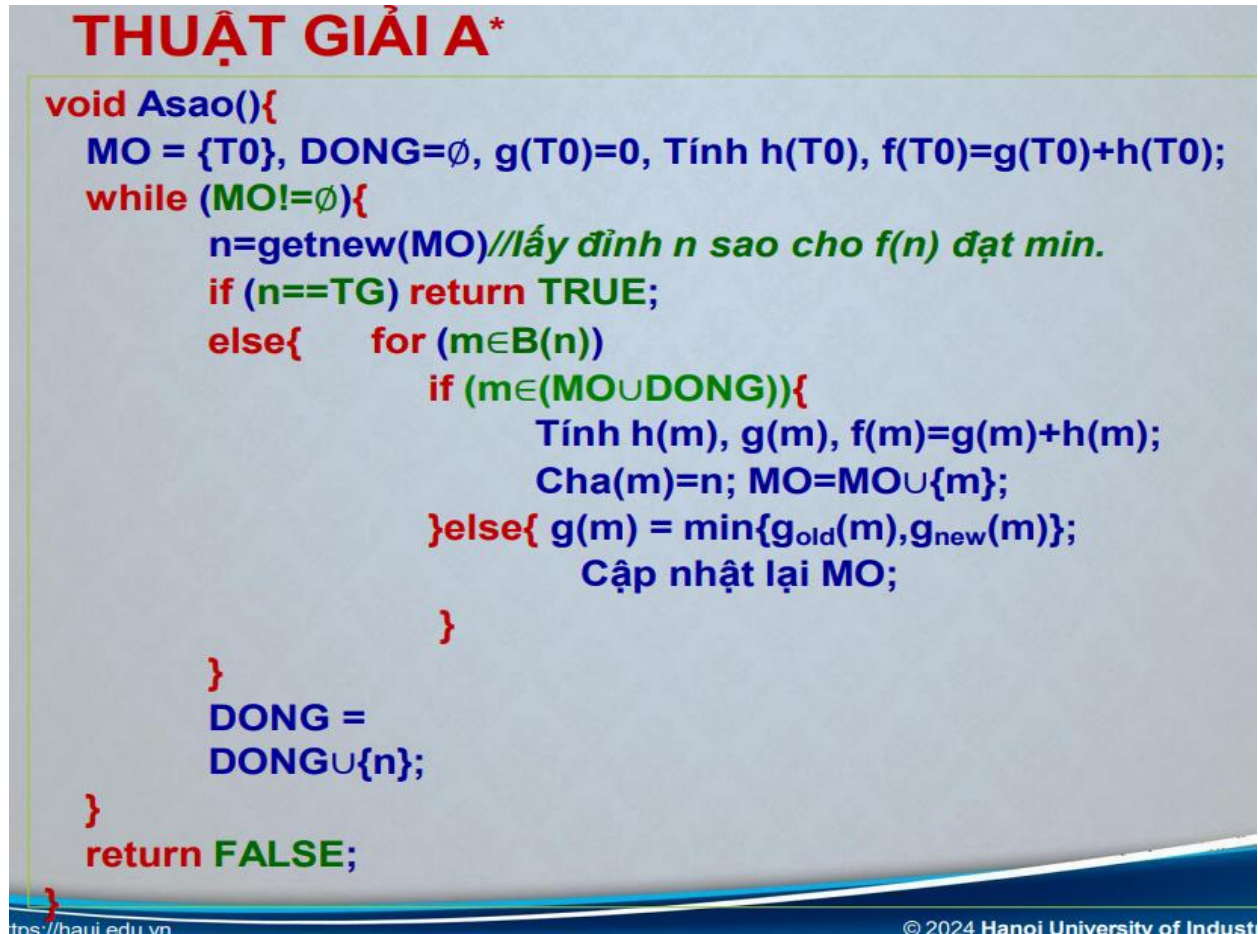 THUẬT GIẢI A*
void Asao(){
MO = {T0}, DONG=∅, g(T0)=0, Tính h(T0), f(T0)=g(T0)+h(T0);
while (MO!=∅){
n=getnew(MO)//lấy đỉnh n sao cho f(n) đạt min.
if (n==TG) return TRUE;
else{ for (m∈B(n))
if (m∈(MO∪DONG)){
Tính h(m), g(m), f(m)=g(m)+h(m);
Cha(m)=n; MO=MO∪{m};
}else{ g(m) = min{gold(m),gnew(m)};
Cập nhật lại MO;
}
}
DONG =
DONG∪{n};
}
return FALSE;
}
tps://haui.edu.vn © 2024 Hanoi University of Indust